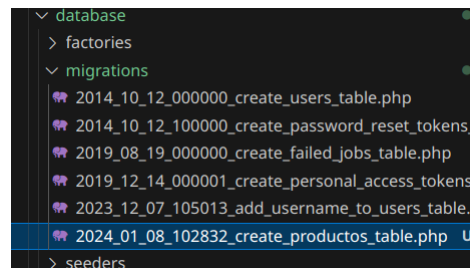 database
factories
migrations
2014_10_12_000000_create_users_table.php
2014_10_12_100000_create_password_reset_tokens_
2019_08_19_000000_create_failed_jobs_table.php
2019_12_14_000001_create_personal_access_tokens
2023_12_07_105013_add_username_to_users_table.
2024_01_08_102832_create_productos_table.php U
seeders